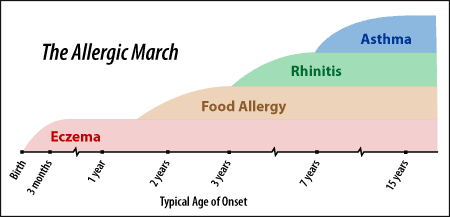 The Allergic March
Asthma
Rhinitis
Food Allergy
Eczema
Birth
3 months
1 year
2 years
3 years
7 years
15 years
Typical Age of Onset